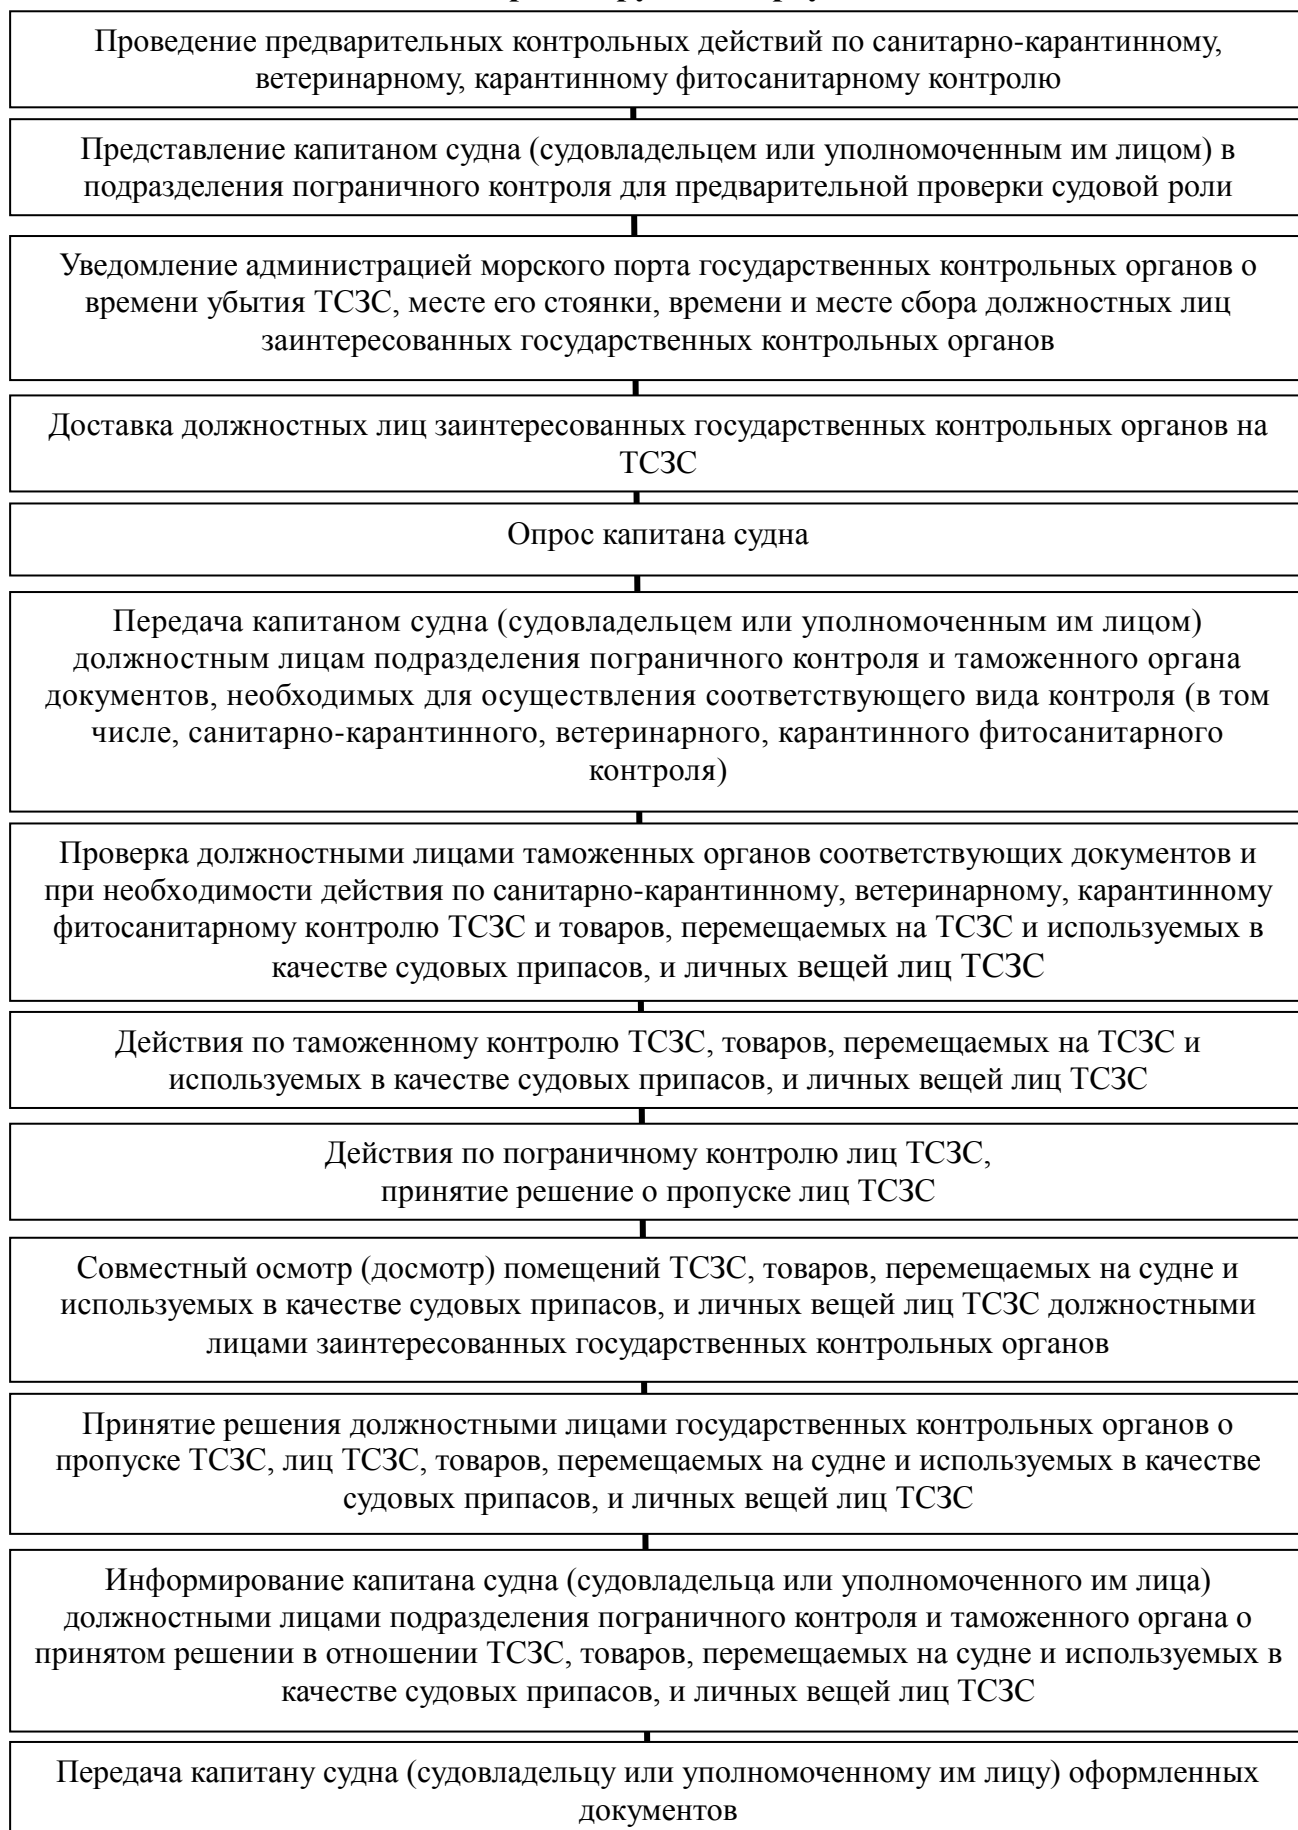 Проведение предварительных контрольных действий по санитарно-карантинному,
ветеринарному, карантинному фитосанитарному контролю
Представление капитаном судна (судовладельцем или уполномоченным им лицом) в
подразделения пограничного контроля для предварительной проверки судовой роли
Уведомление администрацией морского порта государственных контрольных органов о
времени убытия ТСЗС, месте его стоянки, времени и месте сбора должностных лиц
заинтересованных государственных контрольных органов
Доставка должностных лиц заинтересованных государственных контрольных органов на
ТСЗС
Опрос капитана судна
Передача капитаном судна (судовладельцем или уполномоченным им лицом)
должностным лицам подразделения пограничного контроля и таможенного органа
документов, необходимых для осуществления соответствующего вида контроля (в том
числе, санитарно-карантинного, ветеринарного, карантинного фитосанитарного
контроля)
Проверка должностными лицами таможенных органов соответствующих документов и
при необходимости действия по санитарно-карантинному, ветеринарному, карантинному
фитосанитарному контролю ТСЗС и товаров, перемещаемых на ТСЗС и используемых в
качестве судовых припасов, и личных вещей лиц ТСЗС
Действия по таможенному контролю ТСЗС, товаров, перемещаемых на ТСЗС и
используемых в качестве судовых припасов, и личных вещей лиц ТСЗС
Действия по пограничному контролю лиц ТСЗС,
принятие решение о пропуске лиц ТСЗС
Совместный осмотр (досмотр) помещений ТСЗС, товаров, перемещаемых на судне и
используемых в качестве судовых припасов, и личных вещей лиц ТСЗС должностными
лицами заинтересованных государственных контрольных органов
Принятие решения должностными лицами государственных контрольных органов о
пропуске ТСЗС, лиц ТСЗС, товаров, перемещаемых на судне и используемых в качестве
судовых припасов, и личных вещей лиц ТСЗС
Информирование капитана судна (судовладельца или уполномоченного им лица)
должностными лицами подразделения пограничного контроля и таможенного органа о
принятом решении в отношении ТСЗС, товаров, перемещаемых на судне и используемых в
качестве судовых припасов, и личных вещей лиц ТСЗС
Передача капитану судна (судовладельцу или уполномоченному им лицу) оформленных
документов